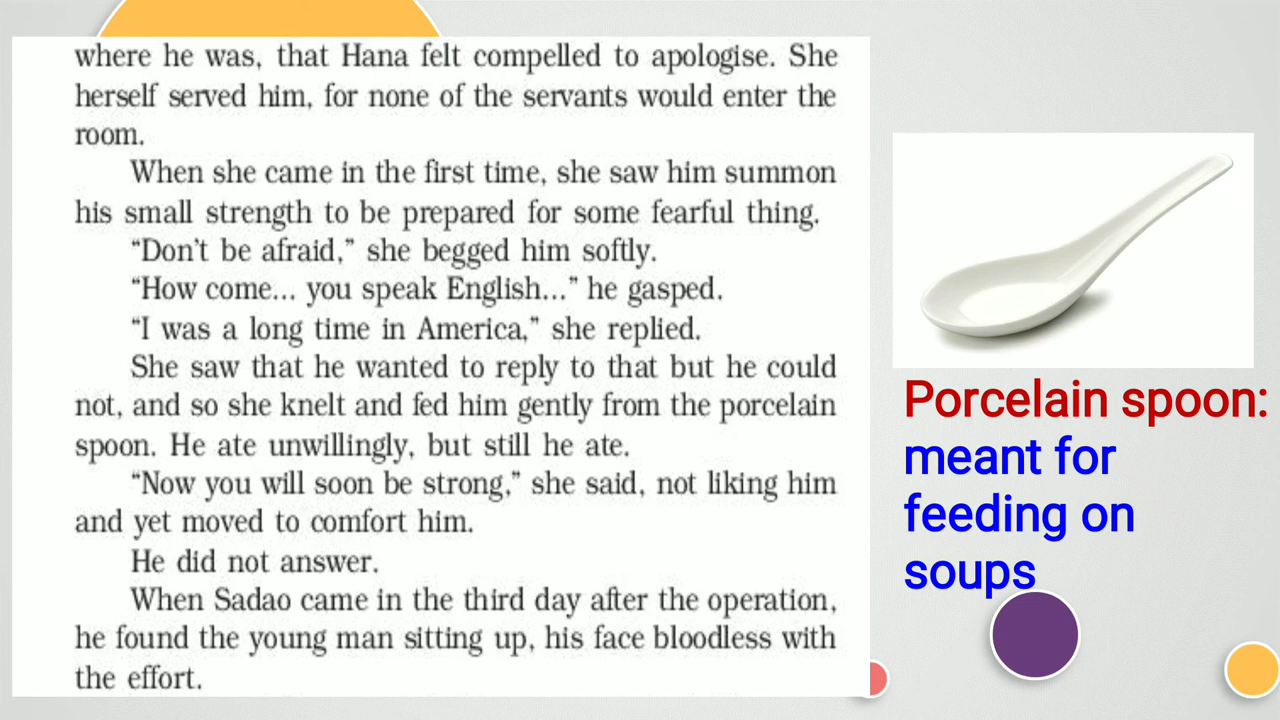 where he was, that Hana felt compelled to apologise. She
herself served him, for none of the servants would enter the
room.
When she came in the first time, she saw him summon
his small strength to be prepared for some fearful thing.
“Don’t be afraid,” she begged him softly.
“How come... you speak English...” he gasped.
“I was a long time in America,” she replied.
She saw that he wanted to reply to that but he could
not, and so she knelt and fed him gently from the porcelain
spoon. He ate unwillingly, but still he ate.
“Now you will soon be strong,” she said, not liking him
and yet moved to comfort him.
He did not answer.
When Sadao came in the third day after the operation,
he found the young man sitting up, his face bloodless with
the effort.
Porcelain spoon:
meant for
feeding on
soups